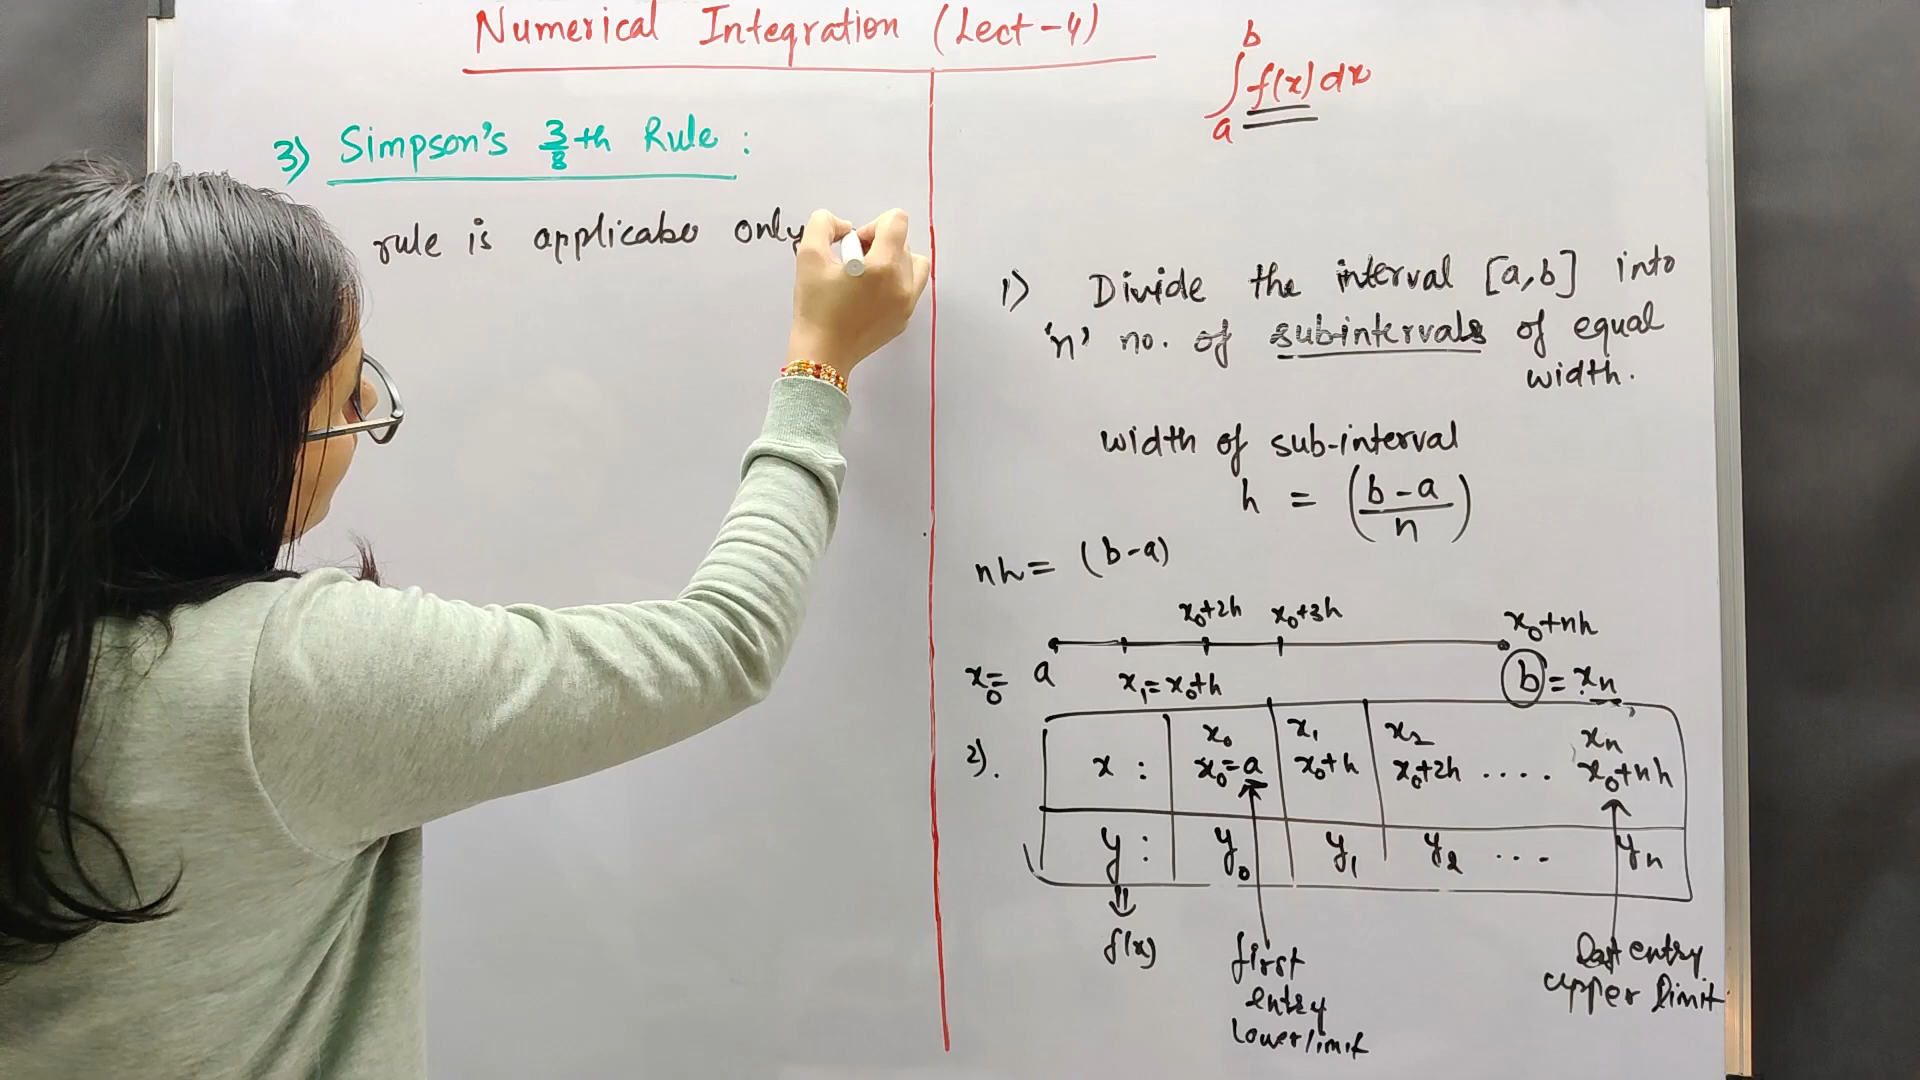 Numerical Integration (Lect-4)
3) Simpson's 3/8 th Rule :
rule is applicabe only
b
∫ f(x) dx
a
1) Divide the interval [a,b] into
'n' no. of subintervals of equal
width.
width of sub-interval
h = (b-a/n)
nh = (b-a)
x₀+2h x₀+3h x₀+nh
x₀= a x₁=x₀+h b = xₙ
2).
x₀ x₁ x₂ xₙ
x : x₀=a x₀+h x₀+2h .... x₀+nh
y : y₀ y₁ y₂ ... yₙ
f(x)
first
entry
lower limit
Last entry
upper limit